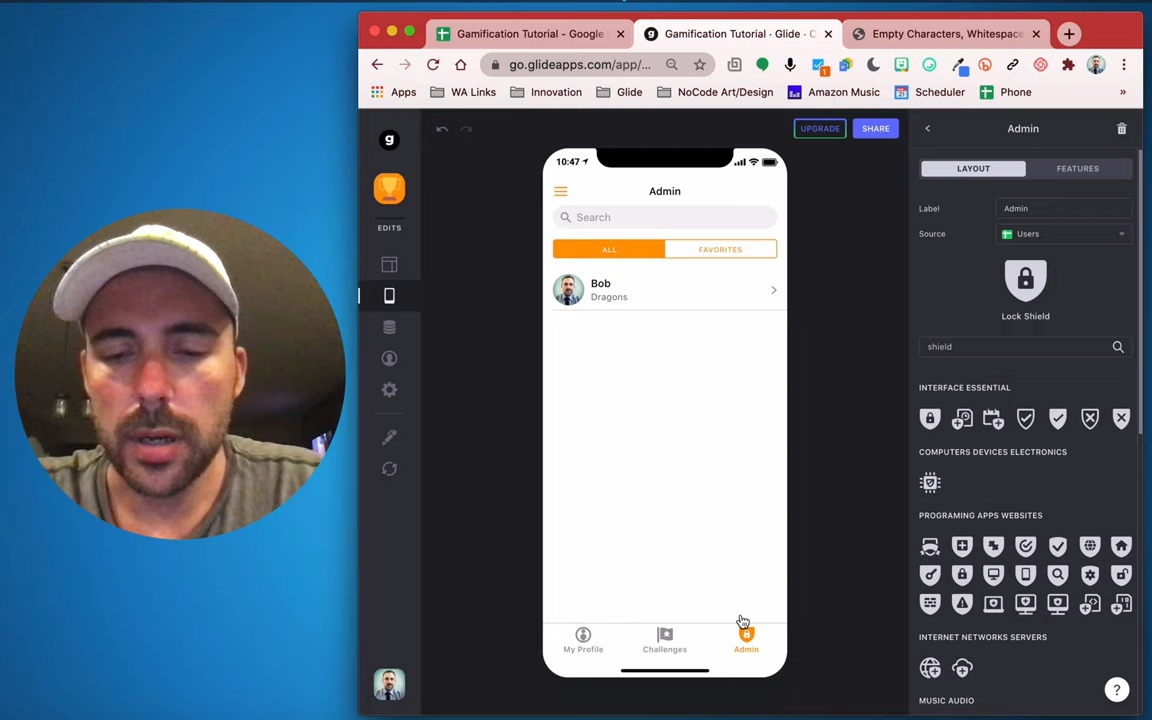 Gamification Tutorial - Google
Gamification Tutorial · Glide · C
Empty Characters, Whitespace
go.glideapps.com/app/...
Apps
WA Links
Innovation
Glide
NoCode Art/Design
Amazon Music
Scheduler
Phone
»
g
EDITS
UPGRADE
SHARE
10:47
Admin
Search
ALL
FAVORITES
Bob
Dragons
My Profile
Challenges
Admin
Admin
LAYOUT
FEATURES
Label
Admin
Source
Users
Lock Shield
shield
INTERFACE ESSENTIAL
COMPUTERS DEVICES ELECTRONICS
PROGRAMING APPS WEBSITES
INTERNET NETWORKS SERVERS
MUSIC AUDIO
?